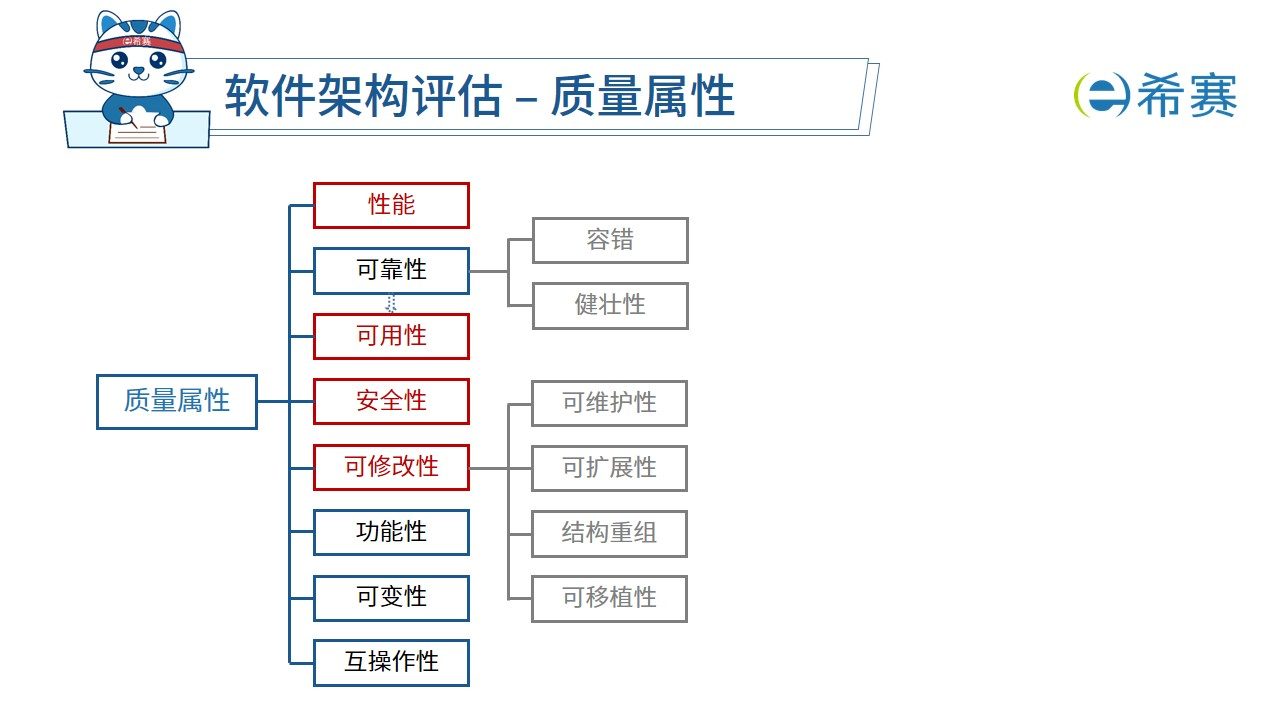 希赛
软件架构评估 – 质量属性
希赛
质量属性
性能
可靠性
容错
健壮性
可用性
安全性
可修改性
可维护性
可扩展性
结构重组
可移植性
功能性
可变性
互操作性